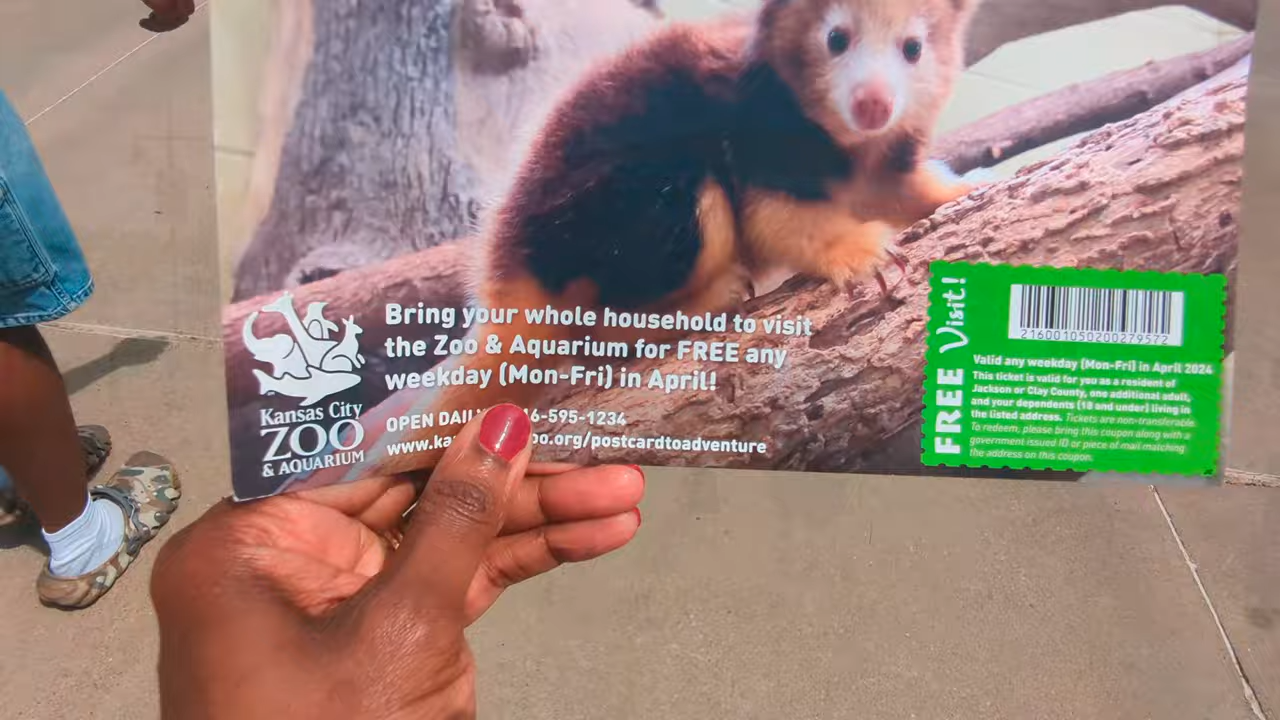 Bring your whole household to visit
the Zoo & Aquarium for FREE any
weekday (Mon-Fri) in April!
OPEN DAILY 6-595-1234
www.ka oo.org/postcardtoadventure
Kansas City
ZOO
& AQUARIUM
FREE Visit!
21600105020027957​2
Valid any weekday (Mon-Fri) in April 2024
This ticket is valid for you as a resident of
Jackson or Clay County, one additional adult,
and your dependents (18 and under) living in
the listed address. Tickets are non-transferable.
To redeem, please bring this coupon along with a
government issued ID or piece of mail matching
the address on this coupon.